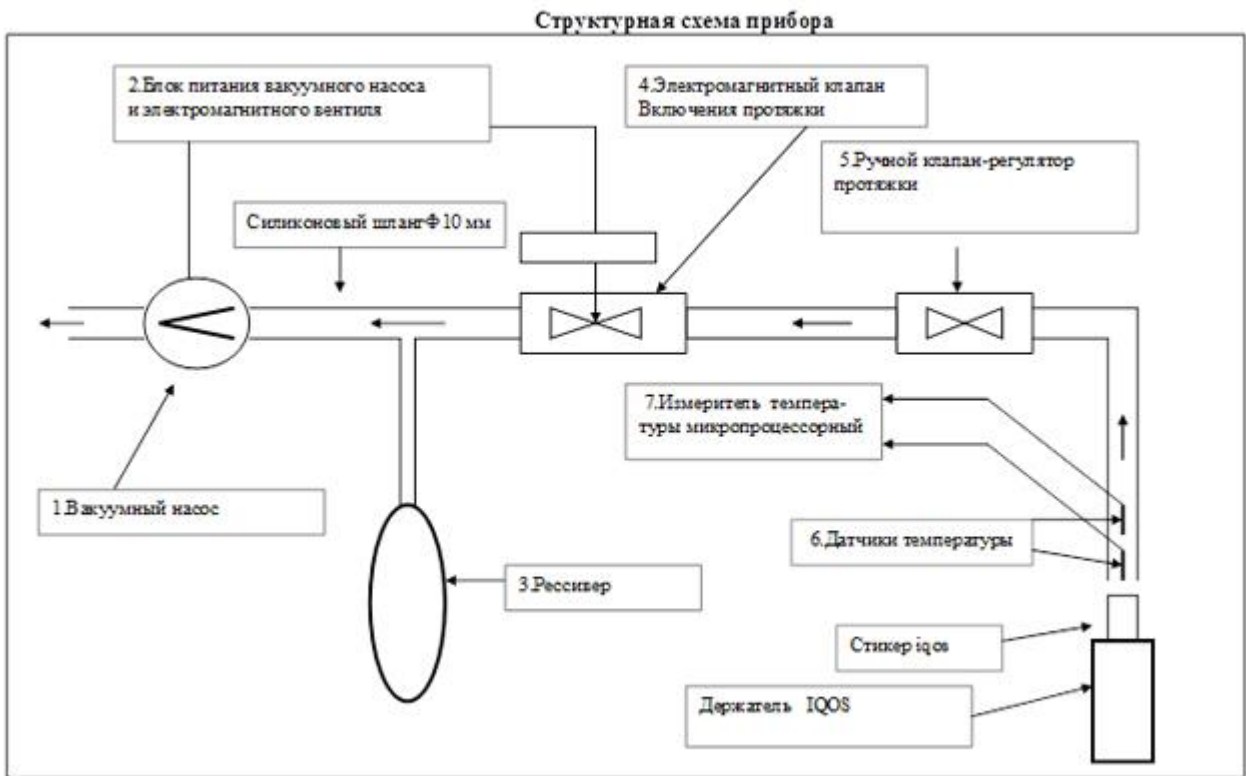 Структурная схема прибора
2.Блок питания вакуумного насоса
и электромагнитного вентиля
4.Электромагнитный клапан
Включения протяжки
5.Ручной клапан-регулятор
протяжки
Силиконовый шлангФ10 мм
7.Измеритель темпера-
туры микропроцессорный
1.Вакуумный насос
6.Датчики температуры
3.Рессивер
Стикер iqos
Держатель IQOS